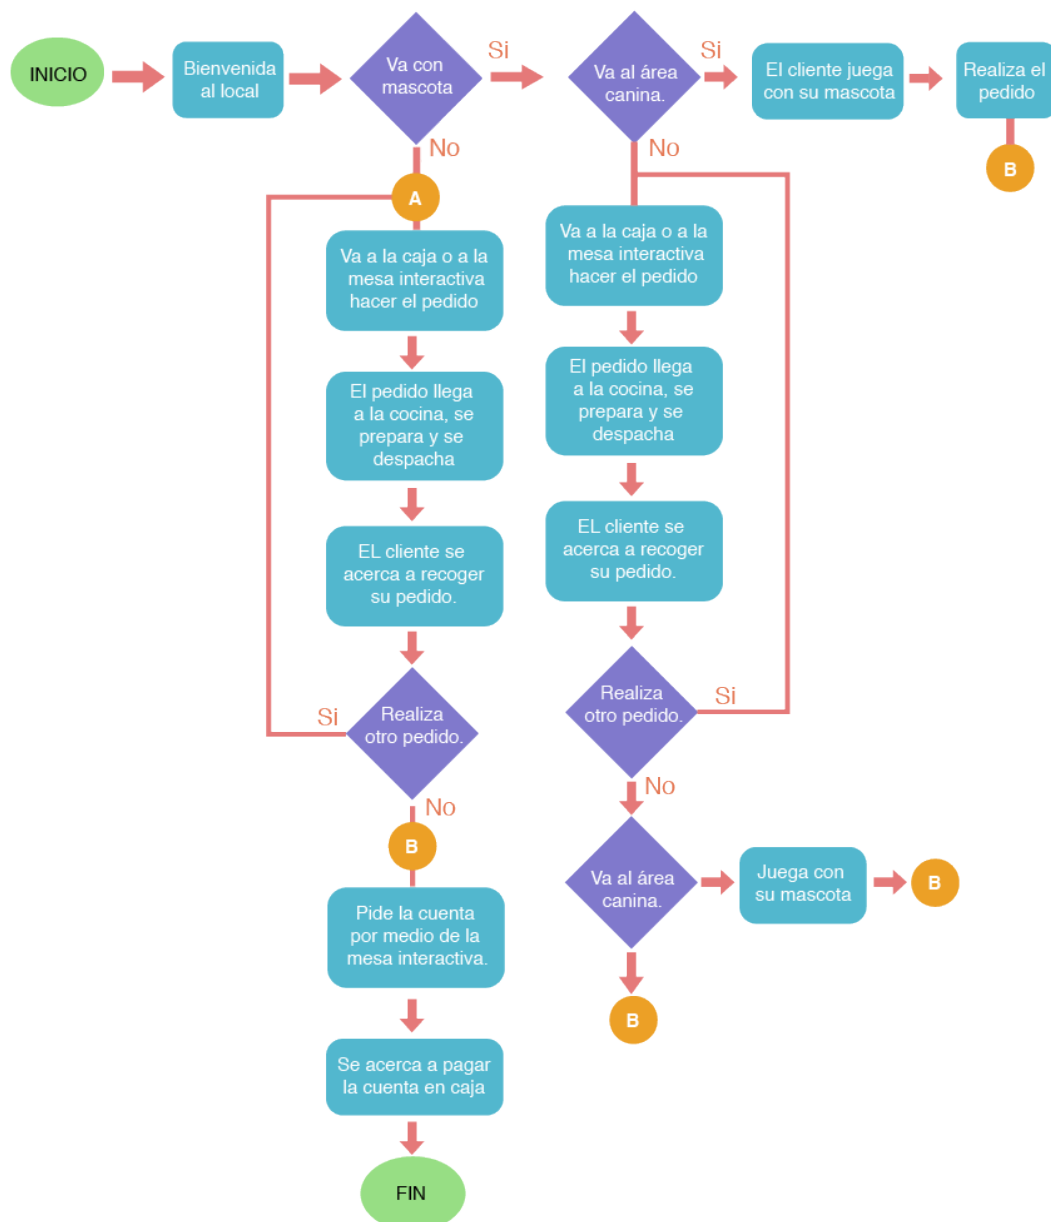 INICIO
Bienvenida
al local
Va con
mascota
Si
Va al área
canina.
Si
El cliente juega
con su mascota
Realiza el
pedido
B
No
A
Va a la caja o a la
mesa interactiva
hacer el pedido
El pedido llega
a la cocina, se
prepara y se
despacha
EL cliente se
acerca a recoger
su pedido.
Realiza
otro pedido.
Si
No
B
Pide la cuenta
por medio de la
mesa interactiva.
Se acerca a pagar
la cuenta en caja
FIN
No
Va a la caja o a la
mesa interactiva
hacer el pedido
El pedido llega
a la cocina, se
prepara y se
despacha
EL cliente se
acerca a recoger
su pedido.
Realiza
otro pedido.
Si
No
Va al área
canina.
Juega con
su mascota
B
B